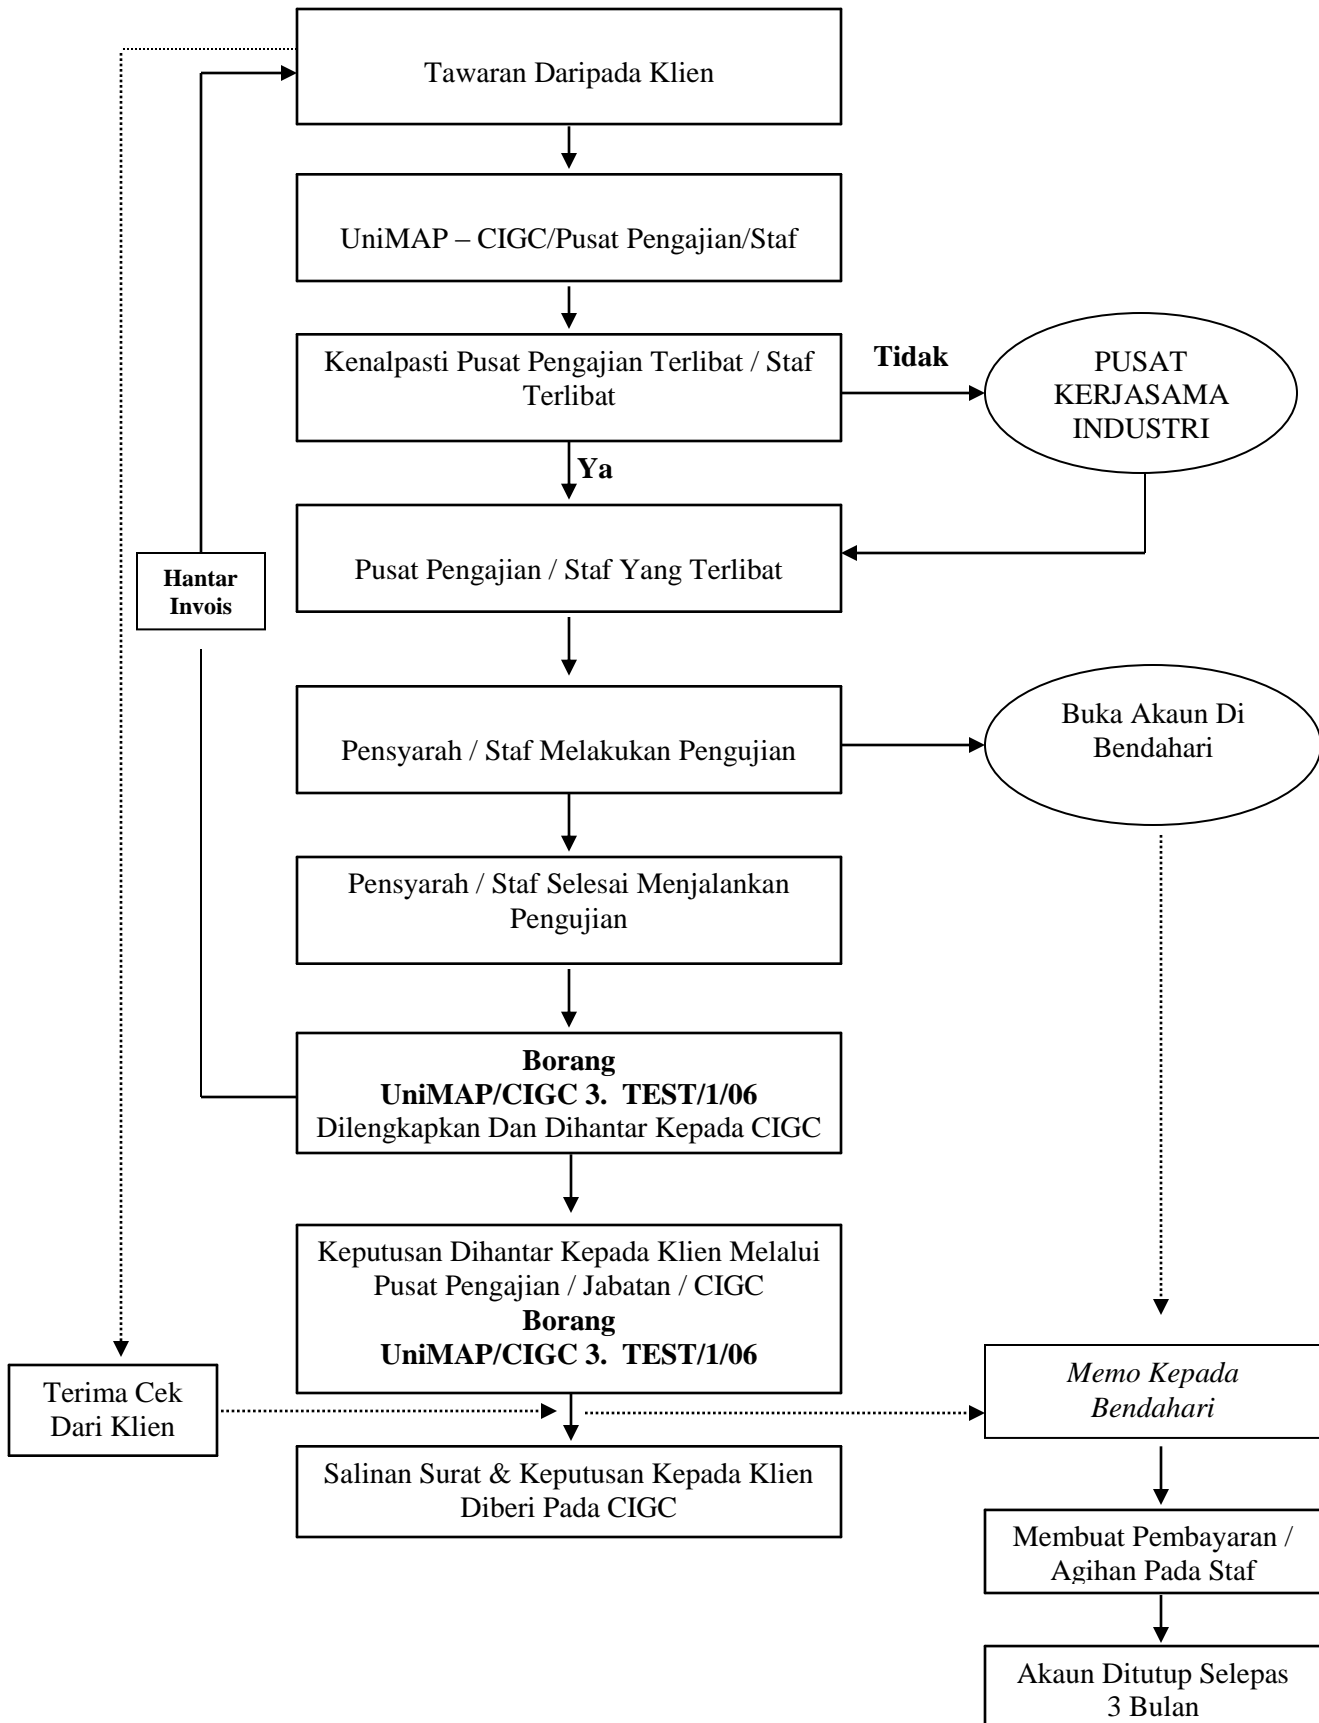 Tawaran Daripada Klien
UniMAP – CIGC/Pusat Pengajian/Staf
Kenalpasti Pusat Pengajian Terlibat / Staf
Terlibat
Tidak
PUSAT
KERJASAMA
INDUSTRI
Ya
Pusat Pengajian / Staf Yang Terlibat
Hantar
Invois
Pensyarah / Staf Melakukan Pengujian
Buka Akaun Di
Bendahari
Pensyarah / Staf Selesai Menjalankan
Pengujian
Borang
UniMAP/CIGC 3. TEST/1/06
Dilengkapkan Dan Dihantar Kepada CIGC
Keputusan Dihantar Kepada Klien Melalui
Pusat Pengajian / Jabatan / CIGC
Borang
UniMAP/CIGC 3. TEST/1/06
Terima Cek
Dari Klien
Memo Kepada
Bendahari
Salinan Surat & Keputusan Kepada Klien
Diberi Pada CIGC
Membuat Pembayaran /
Agihan Pada Staf
Akaun Ditutup Selepas
3 Bulan